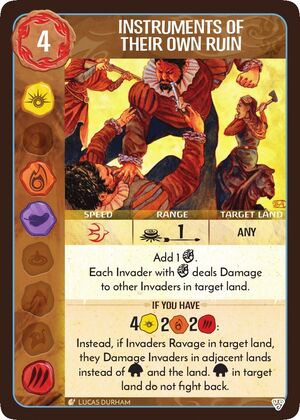 4
INSTRUMENTS OF
THEIR OWN RUIN
SPEED RANGE TARGET LAND
1 ANY
Add 1 .
Each Invader with deals Damage
to other Invaders in target land.
IF YOU HAVE
4 2 2 :
Instead, if Invaders Ravage in target land,
they Damage Invaders in adjacent lands
instead of and the land. in target
land do not fight back.
LUCAS DURHAM